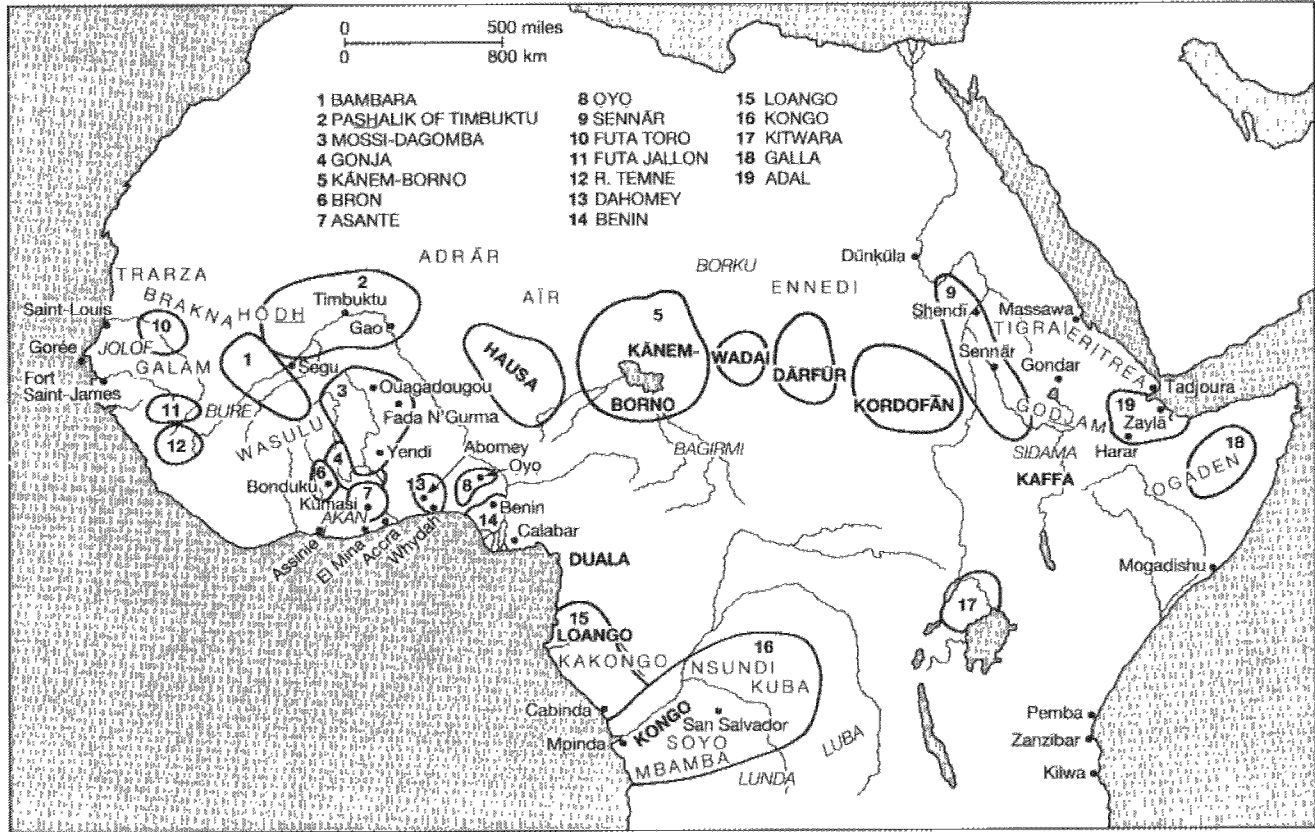 0 500 miles
0 800 km
1 BAMBARA
2 PASHALIK OF TIMBUKTU
3 MOSSI-DAGOMBA
4 GONJA
5 KĀNEM-BORNO
6 BRON
7 ASANTE
8 OYO
9 SENNĀR
10 FUTA TORO
11 FUTA JALLON
12 R. TEMNE
13 DAHOMEY
14 BENIN
15 LOANGO
16 KONGO
17 KITWARA
18 GALLA
19 ADAL
ADRĀR
BORKU
Dūnḳūla
TRARZA
2
AÏR
ENNEDI
BRAKNA
HŌDH
Timbuktu
5
9
Shendi
Massawa
Saint-Louis
10
Gao
TIGRAI
ERITREA
Gorée
JOLOF
GALAM
1
Segu
HAUSA
KĀNEM-
BORNO
WADAI
DĀRFŪR
KORDOFĀN
Sennār
Gondar
Tadjoura
Fort
Saint-James
3
Ouagadougou
Fada N'Gurma
11
BURE
GODJAM
19
Zaylā
12
WASULU
Yendi
Abomey
Oyo
BAGIRMI
SIDAMA
Harar
18
4
6
KAFFA
OGADEN
Bonduku
Kumasi
7
13
8
AKAN
14
Benin
Assinie
El Mina
Accra
Whydah
Calabar
DUALA
Mogadishu
15
LOANGO
17
KAKONGO
16
NSUNDI
KUBA
Cabinda
KONGO
San Salvador
Pemba
Mpinda
SOYO
LUBA
Zanzibar
MBAMBA
LUNDA
Kilwa